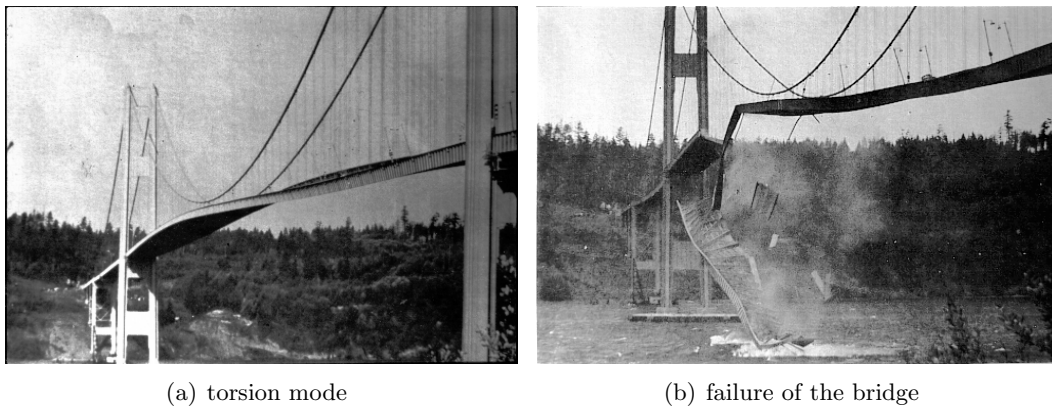 (a) torsion mode
(b) failure of the bridge